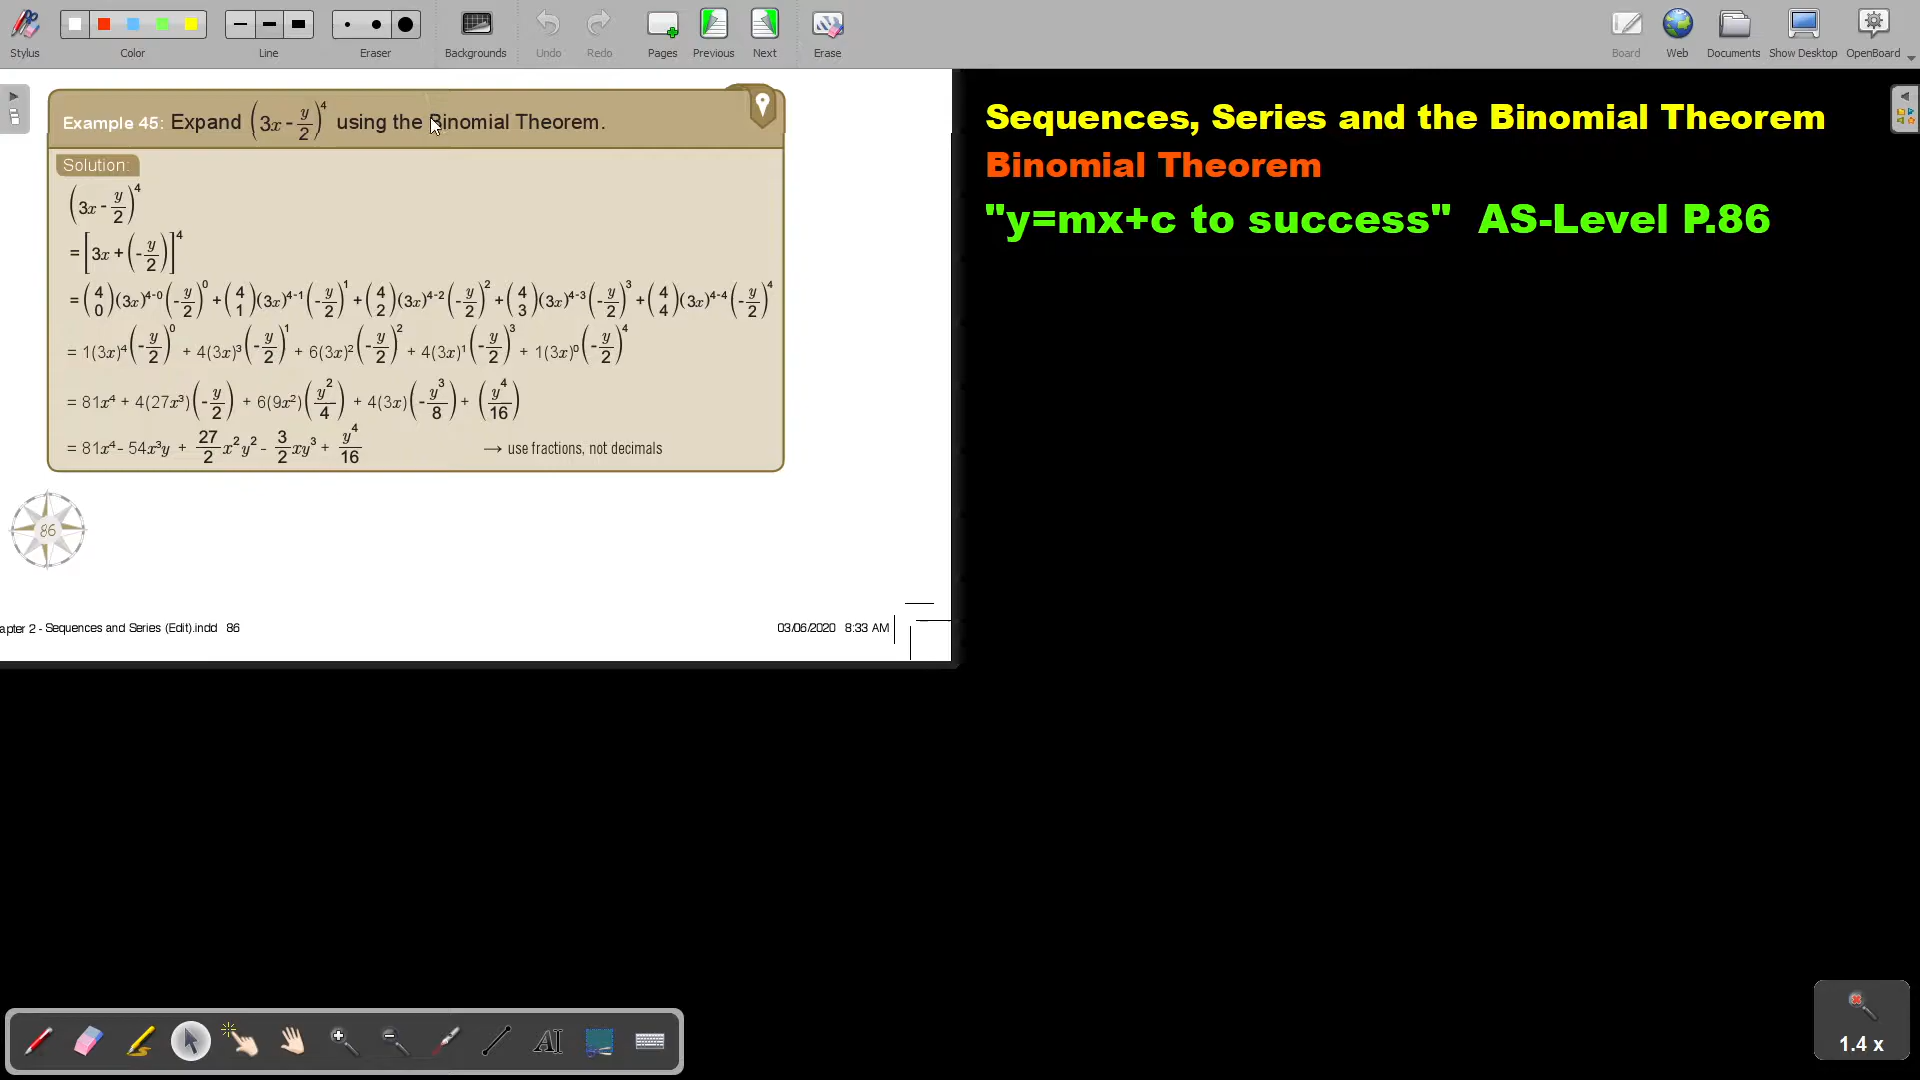 Stylus Color Line Eraser Backgrounds Undo Redo Pages Previous Next Erase Board Web Documents Show Desktop OpenBoard
Example 45: Expand (3x - y/2)^4 using the Binomial Theorem.
Solution:
(3x - y/2)^4
= [3x + (-y/2)]^4
= (4 0)(3x)^4-0 (-y/2)^0 + (4 1)(3x)^4-1 (-y/2)^1 + (4 2)(3x)^4-2 (-y/2)^2 + (4 3)(3x)^4-3 (-y/2)^3 + (4 4)(3x)^4-4 (-y/2)^4
= 1(3x)^4 (-y/2)^0 + 4(3x)^3 (-y/2)^1 + 6(3x)^2 (-y/2)^2 + 4(3x)^1 (-y/2)^3 + 1(3x)^0 (-y/2)^4
= 81x^4 + 4(27x^3)(-y/2) + 6(9x^2)(y^2/4) + 4(3x)(-y^3/8) + (y^4/16)
= 81x^4 - 54x^3y + 27/2 x^2y^2 - 3/2 xy^3 + y^4/16 → use fractions, not decimals
86
apter 2 - Sequences and Series (Edit).indd 86
03/06/2020 8:33 AM
Sequences, Series and the Binomial Theorem
Binomial Theorem
"y=mx+c to success" AS-Level P.86
AI
1.4 x